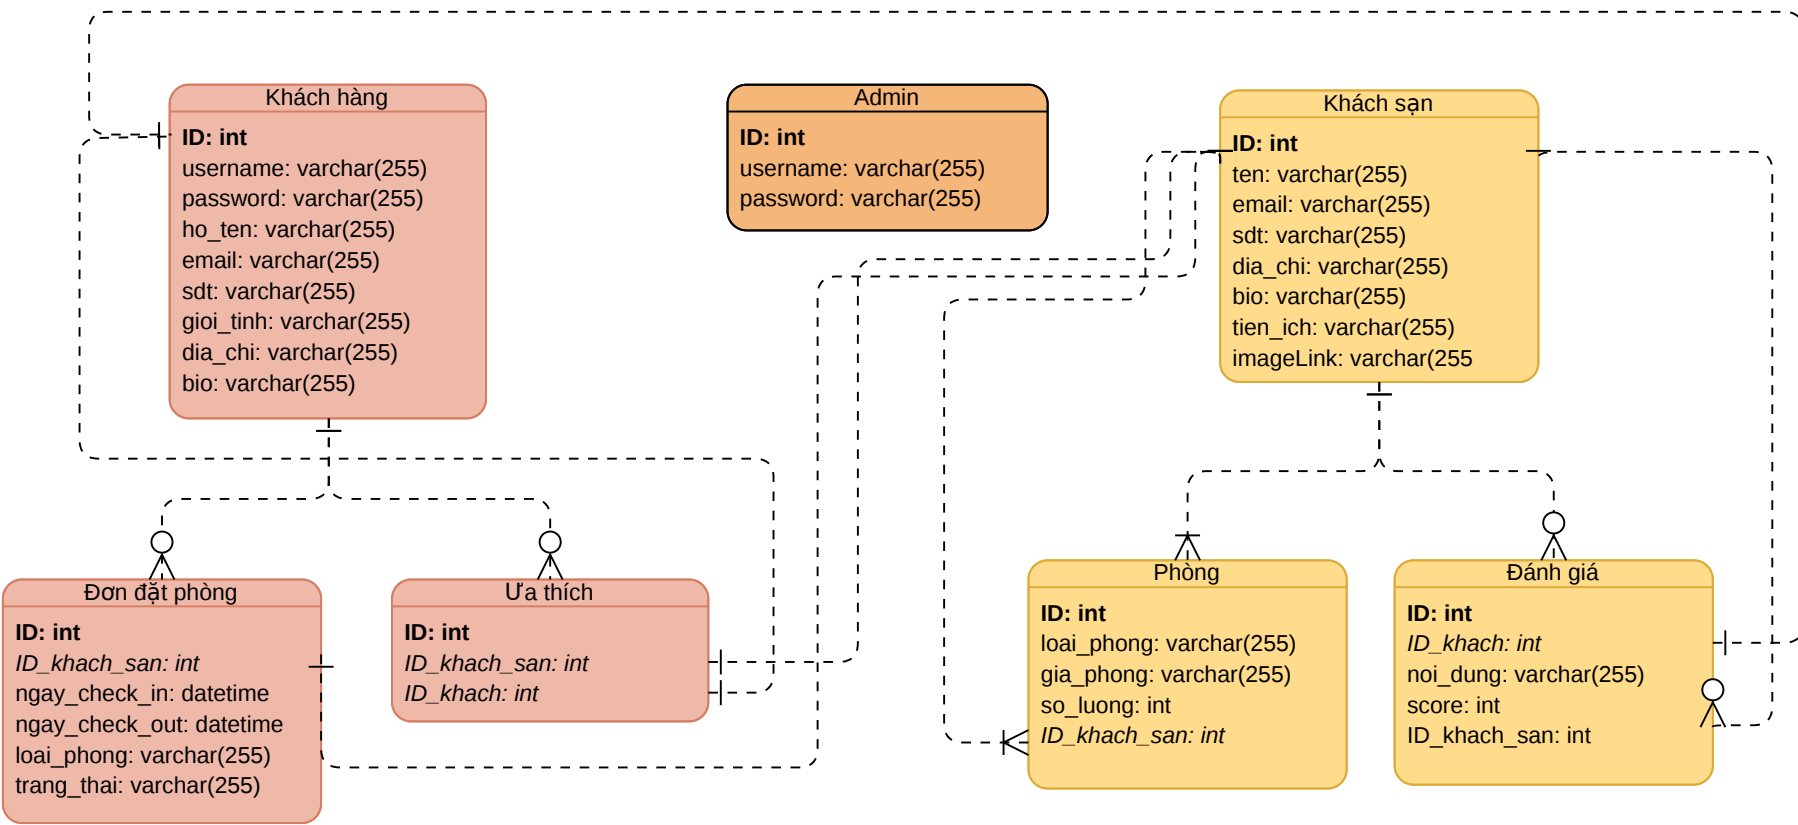 Khách hàng
ID: int
username: varchar(255)
password: varchar(255)
ho_ten: varchar(255)
email: varchar(255)
sdt: varchar(255)
gioi_tinh: varchar(255)
dia_chi: varchar(255)
bio: varchar(255)
Admin
ID: int
username: varchar(255)
password: varchar(255)
Khách sạn
ID: int
ten: varchar(255)
email: varchar(255)
sdt: varchar(255)
dia_chi: varchar(255)
bio: varchar(255)
tien_ich: varchar(255)
imageLink: varchar(255
Đơn đặt phòng
ID: int
ID_khach_san: int
ngay_check_in: datetime
ngay_check_out: datetime
loai_phong: varchar(255)
trang_thai: varchar(255)
Ưa thích
ID: int
ID_khach_san: int
ID_khach: int
Phòng
ID: int
loai_phong: varchar(255)
gia_phong: varchar(255)
so_luong: int
ID_khach_san: int
Đánh giá
ID: int
ID_khach: int
noi_dung: varchar(255)
score: int
ID_khach_san: int